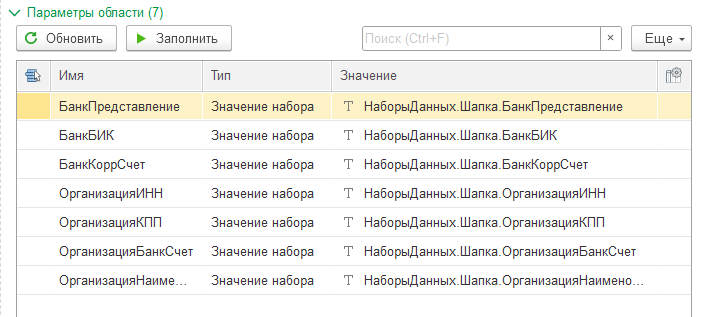 Параметры области (7)
Обновить Заполнить Поиск (Ctrl+F) × Еще
Имя Тип Значение
БанкПредставление Значение набора T НаборыДанных.Шапка.БанкПредставление
БанкБИК Значение набора T НаборыДанных.Шапка.БанкБИК
БанкКоррСчет Значение набора T НаборыДанных.Шапка.БанкКоррСчет
ОрганизацияИНН Значение набора T НаборыДанных.Шапка.ОрганизацияИНН
ОрганизацияКПП Значение набора T НаборыДанных.Шапка.ОрганизацияКПП
ОрганизацияБанкСчет Значение набора T НаборыДанных.Шапка.ОрганизацияБанкСчет
ОрганизацияНаиме... Значение набора T НаборыДанных.Шапка.ОрганизацияНаимено...